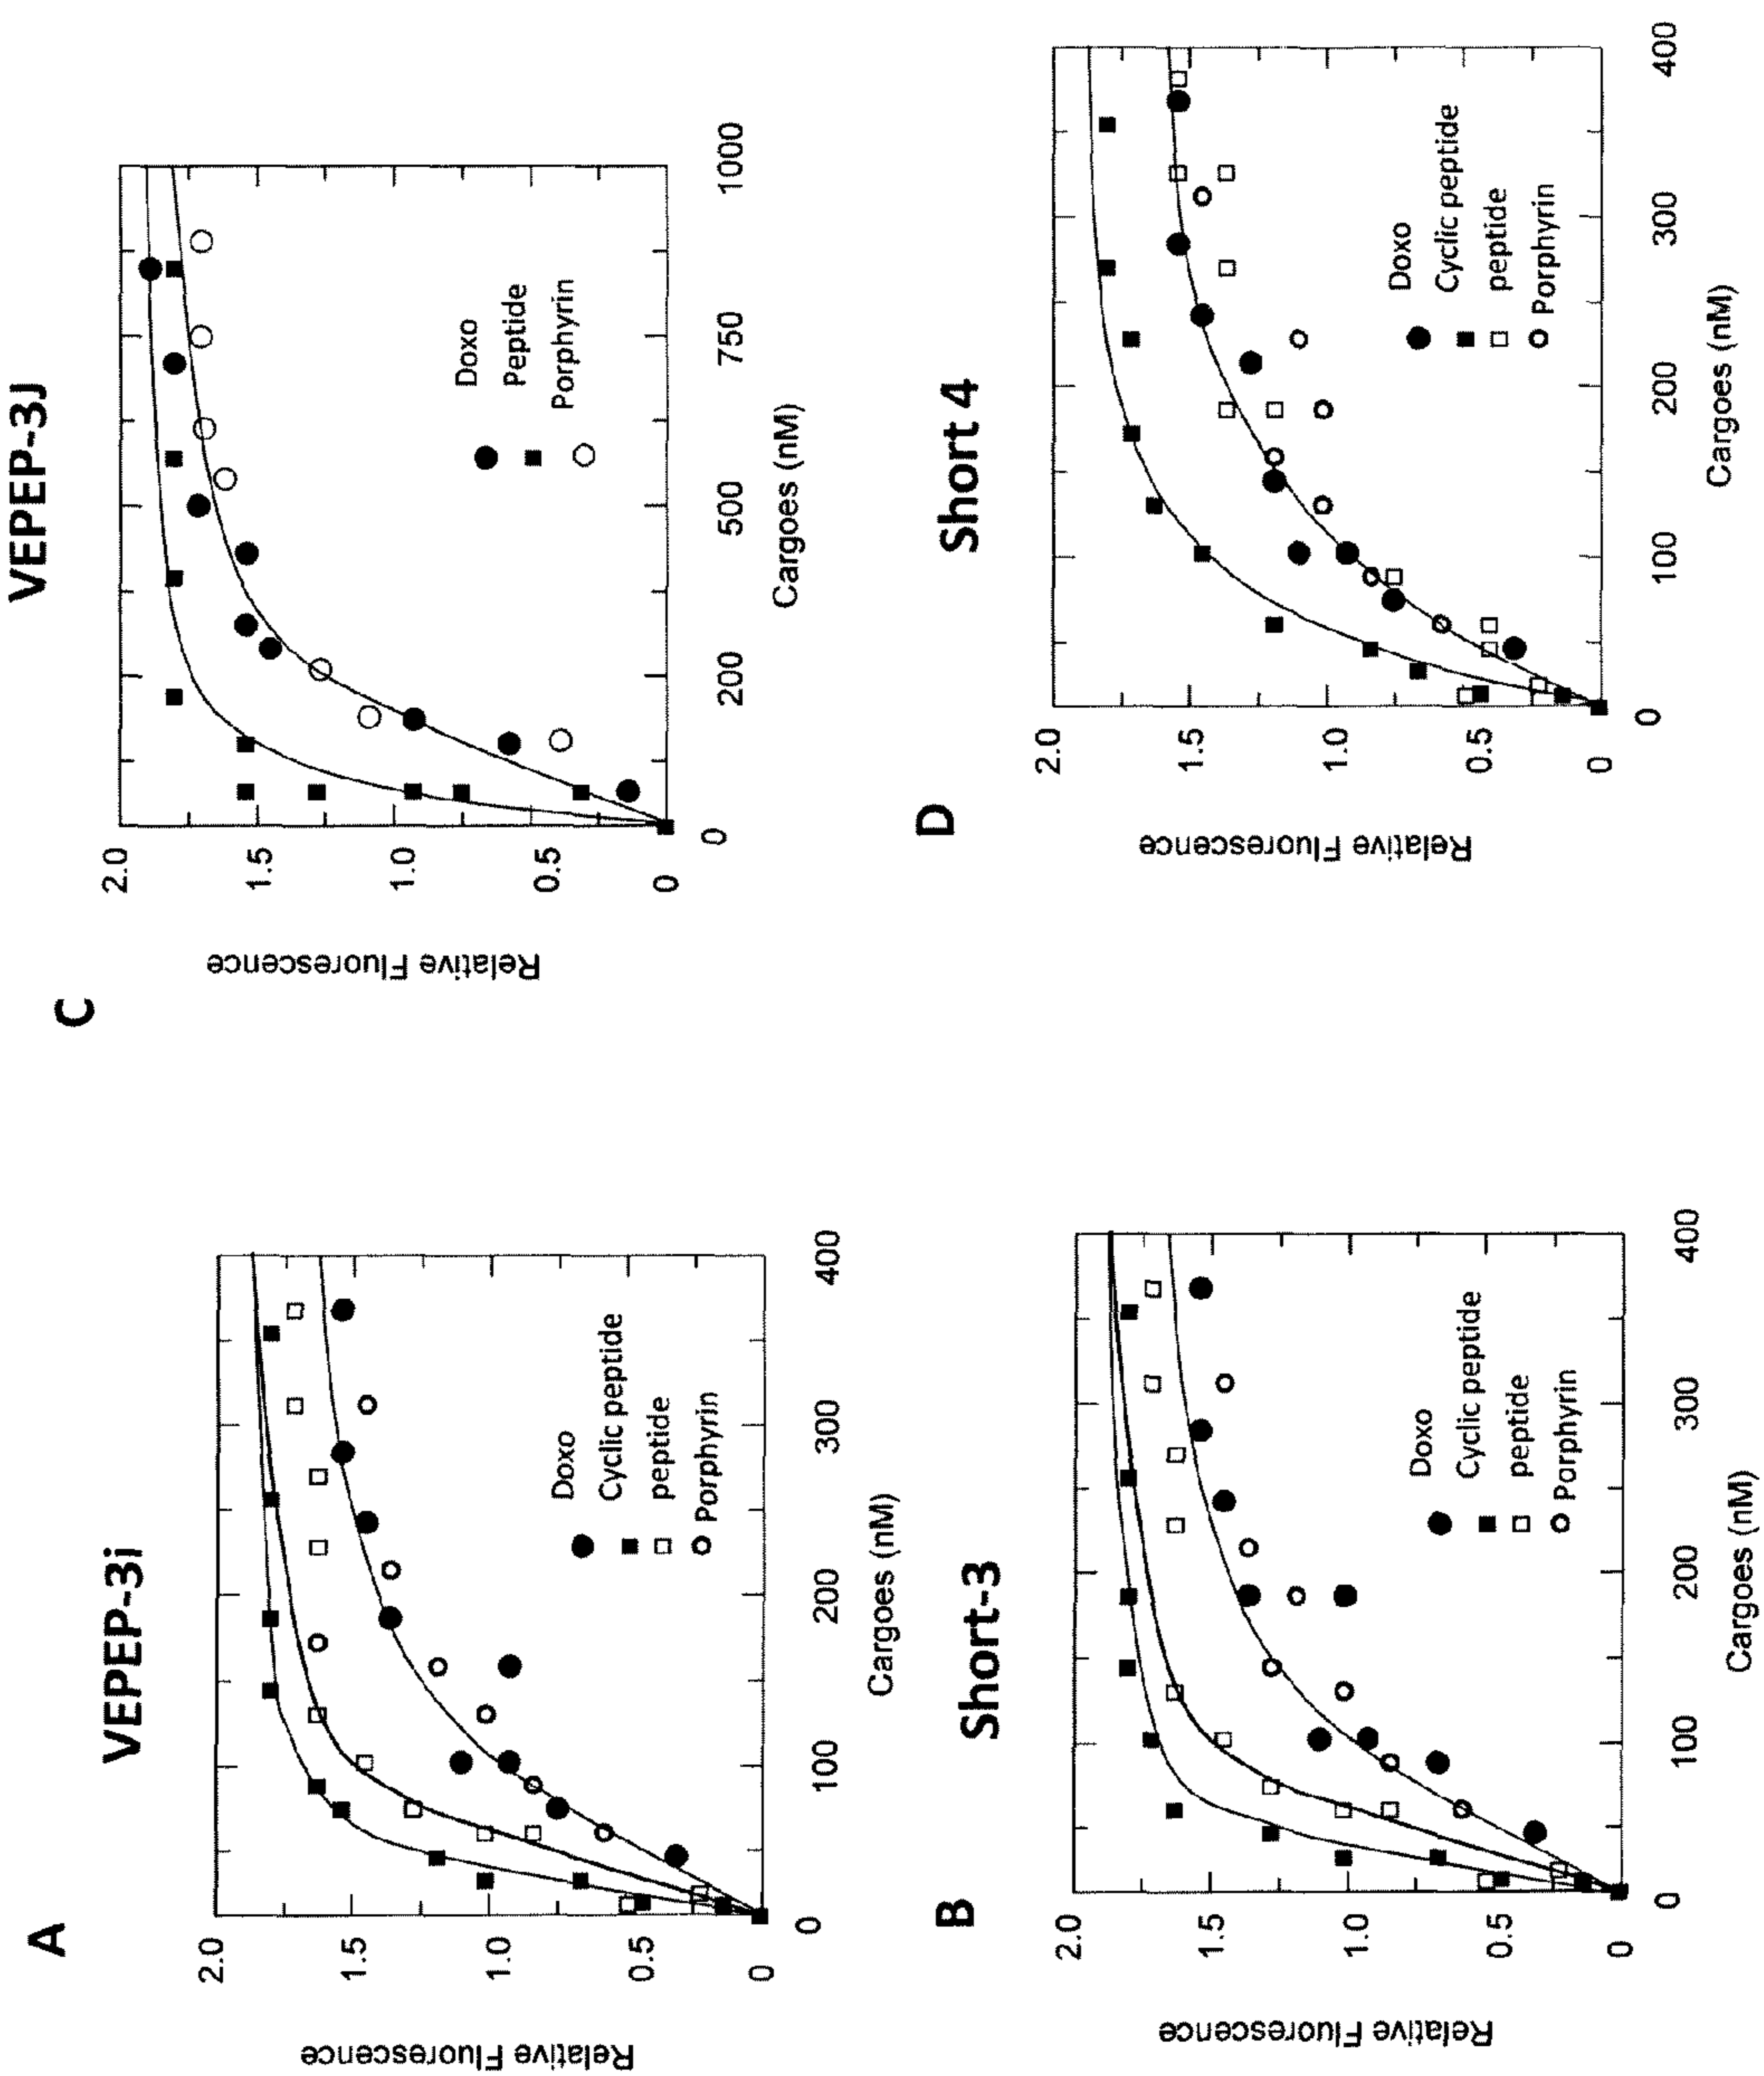 A
VEPEP-3i
Relative Fluorescence
2.0
1.5
1.0
0.5
0
Doxo
Cyclic peptide
peptide
Porphyrin
0
100
200
300
400
Cargoes (nM)
C
VEPEP-3J
Relative Fluorescence
2.0
1.5
1.0
0.5
0
Doxo
Peptide
Porphyrin
0
200
500
750
1000
Cargoes (nM)
B
Short-3
Relative Fluorescence
2.0
1.5
1.0
0.5
0
Doxo
Cyclic peptide
peptide
Porphyrin
0
100
200
300
400
Cargoes (nM)
D
Short 4
Relative Fluorescence
2.0
1.5
1.0
0.5
0
Doxo
Cyclic peptide
peptide
Porphyrin
0
100
200
300
400
Cargoes (nM)